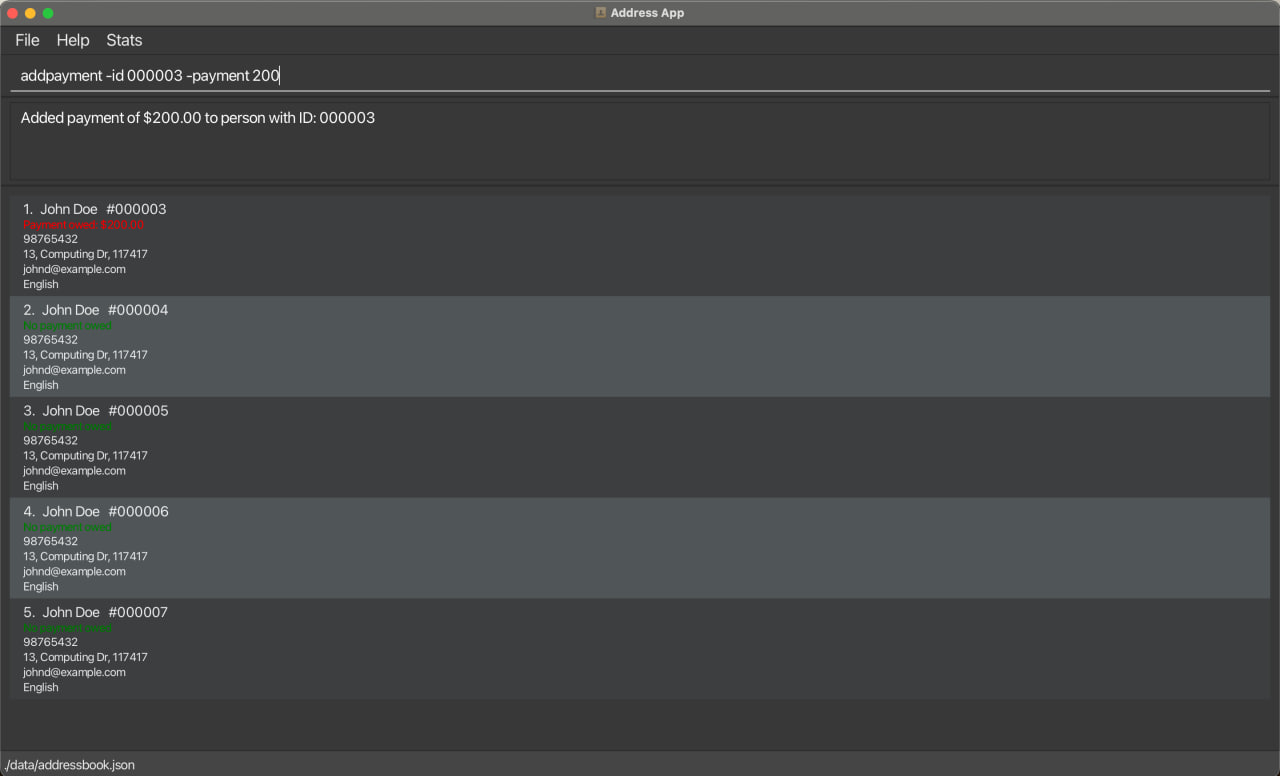 Address App
File Help Stats
addpayment -id 000003 -payment 200
Added payment of $200.00 to person with ID: 000003
1. John Doe #000003
Payment owed: $200.00
98765432
13, Computing Dr, 117417
johnd@example.com
English
2. John Doe #000004
No payment owed
98765432
13, Computing Dr, 117417
johnd@example.com
English
3. John Doe #000005
No payment owed
98765432
13, Computing Dr, 117417
johnd@example.com
English
4. John Doe #000006
No payment owed
98765432
13, Computing Dr, 117417
johnd@example.com
English
5. John Doe #000007
No payment owed
98765432
13, Computing Dr, 117417
johnd@example.com
English
./data/addressbook.json